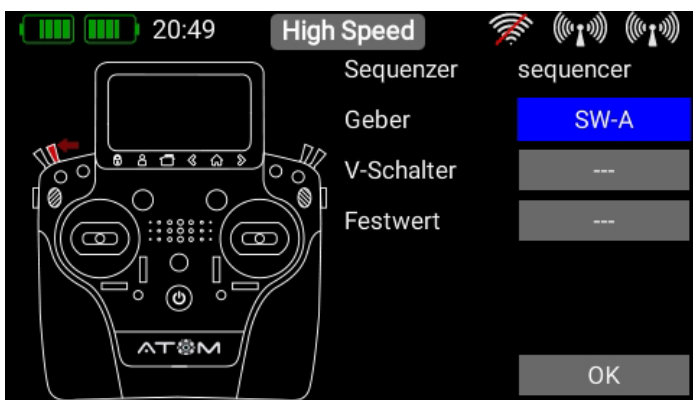 20:49 High Speed
Sequenzer sequencer
Geber SW-A
V-Schalter ---
Festwert ---
ATOM
OK